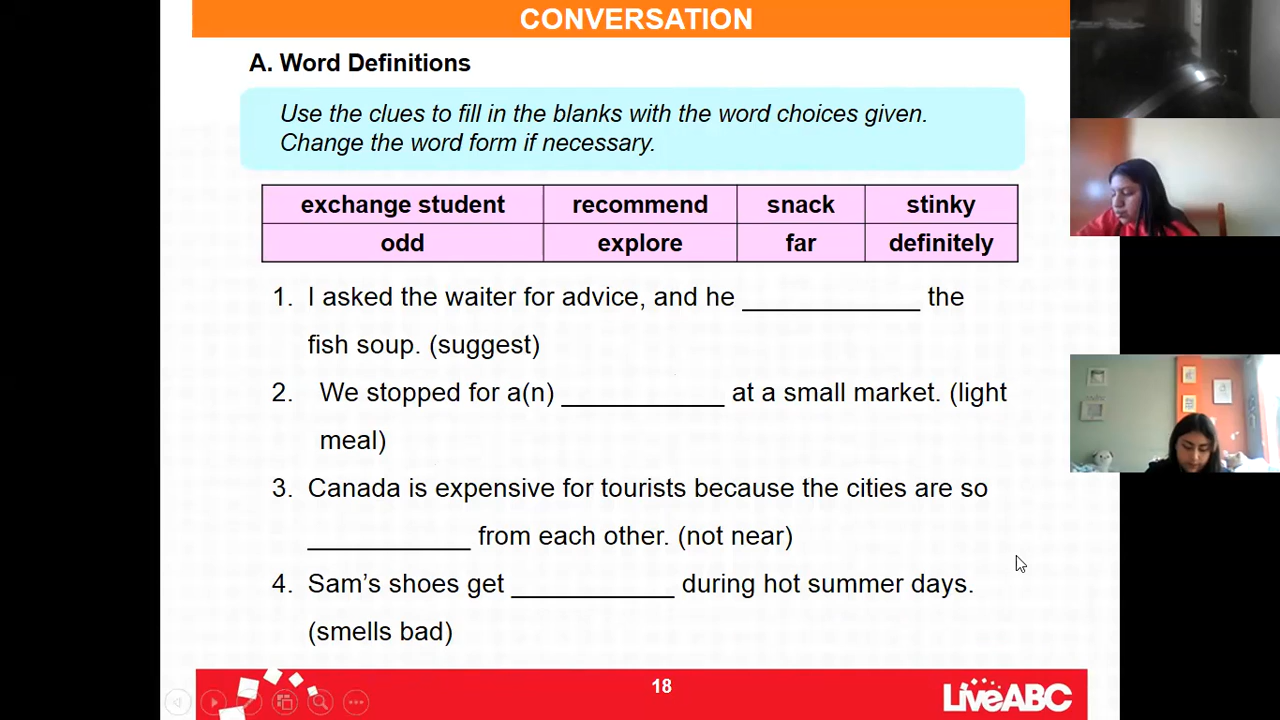 CONVERSATION
A. Word Definitions
Use the clues to fill in the blanks with the word choices given.
Change the word form if necessary.
exchange student recommend snack stinky
odd explore far definitely
1. I asked the waiter for advice, and he ____________ the
fish soup. (suggest)
2. We stopped for a(n) ___________ at a small market. (light
meal)
3. Canada is expensive for tourists because the cities are so
___________ from each other. (not near)
4. Sam's shoes get ___________ during hot summer days.
(smells bad)
18
LiveABC